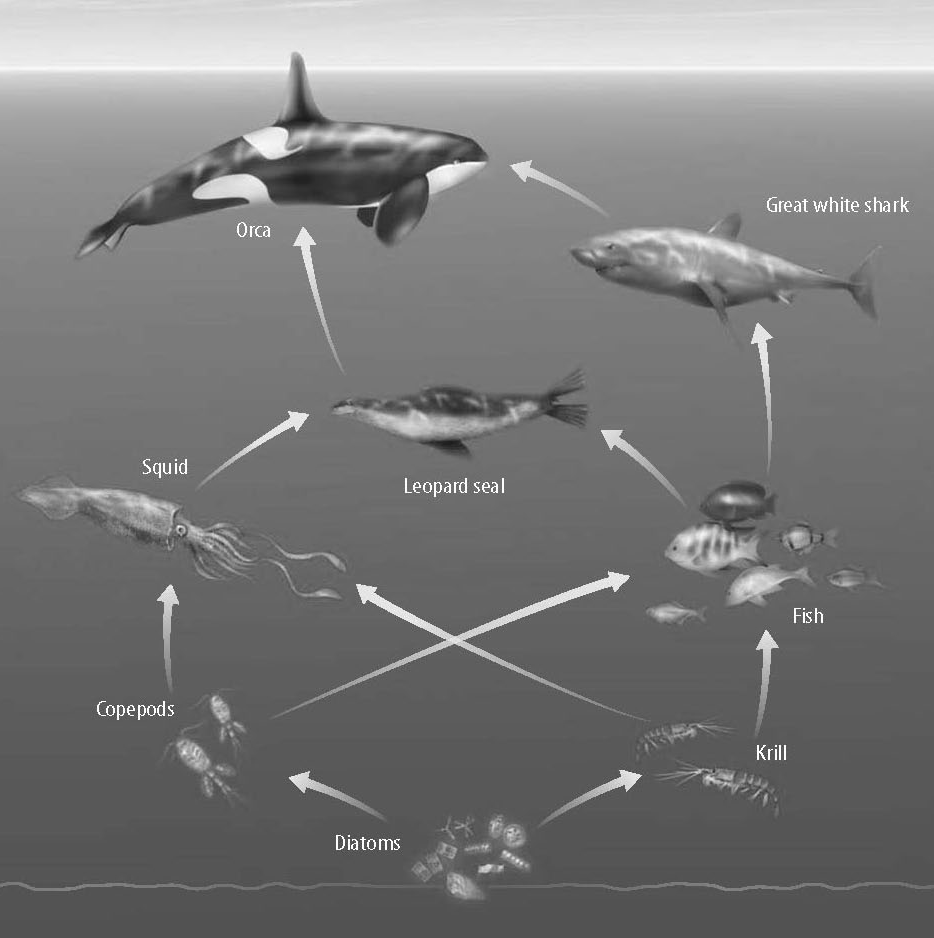 Great white shark
Orca
Squid
Leopard seal
Fish
Copepods
Krill
Diatoms